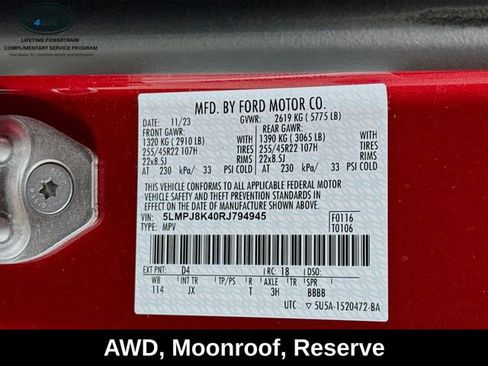 4
LIFETIME POWERTRAIN
COMPLIMENTARY SERVICE PROGRAM
MFD. BY FORD MOTOR CO.
DATE: 11/23 GVWR: 2619 KG ( 5775 LB)
FRONT GAWR: REAR GAWR:
1320 KG ( 2910 LB) 1390 KG ( 3065 LB)
255/45R22 107H TIRES 255/45R22 107H TIRES
22x8.5J RIMS 22x8.5J RIMS
AT 230 kPa/ 33 PSI COLD AT 230 kPa/ 33 PSI COLD
THIS VEHICLE CONFORMS TO ALL APPLICABLE FEDERAL MOTOR
VEHICLE SAFETY AND THEFT PREVENTION STANDARDS
IN EFFECT ON THE DATE OF MANUFACTURE SHOWN ABOVE.
VIN: 5LMPJ8K40RJ794945 F0116
TYPE: MPV T0106
EXT PNT: D4 RC: 18 DSO:
WB INT TR TP/PS R AXLE TR SPR
114 JX T 3H BBBB
UTC 5U5A-1520472-BA
AWD, Moonroof, Reserve